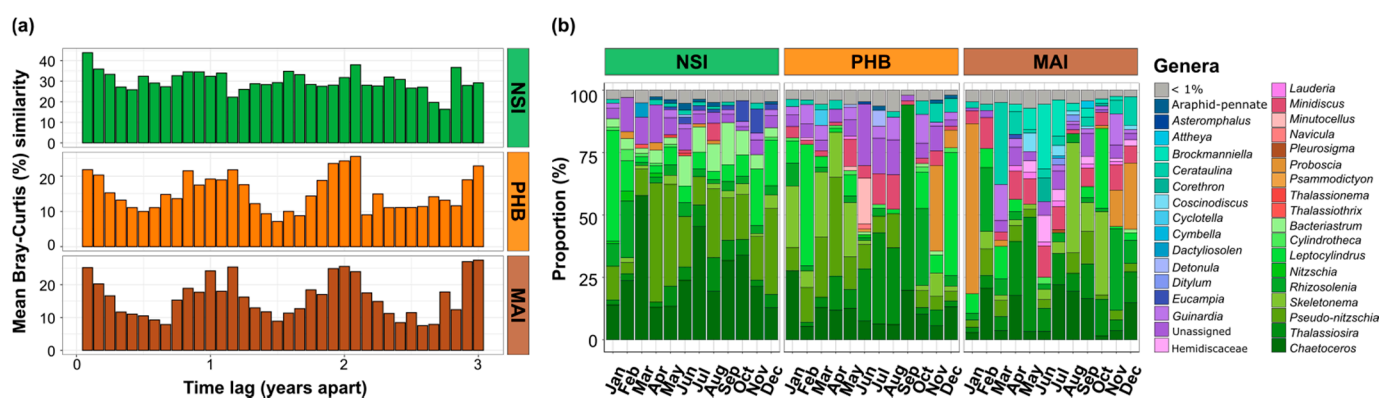 (a)
Mean Bray-Curtis (%) similarity
40
30
20
10
0
NSI
20
10
0
PHB
20
10
0
MAI
0
1
2
3
Time lag (years apart)
(b)
NSI
PHB
MAI
Proportion (%)
100
75
50
25
0
Jan
Feb
Mar
Apr
May
Jun
Jul
Aug
Sep
Oct
Nov
Dec
Jan
Feb
Mar
Apr
May
Jun
Jul
Aug
Sep
Oct
Nov
Dec
Jan
Feb
Mar
Apr
May
Jun
Jul
Aug
Sep
Oct
Nov
Dec
Genera
< 1%
Araphid-pennate
Asteromphalus
Attheya
Brockmanniella
Cerataulina
Corethron
Coscinodiscus
Cyclotella
Cymbella
Dactyliosolen
Detonula
Ditylum
Eucampia
Guinardia
Unassigned
Hemidiscaceae
Lauderia
Minidiscus
Minutocellus
Navicula
Pleurosigma
Proboscia
Psammodictyon
Thalassionema
Thalassiothrix
Bacteriastrum
Cylindrotheca
Leptocylindrus
Nitzschia
Rhizosolenia
Skeletonema
Pseudo-nitzschia
Thalassiosira
Chaetoceros